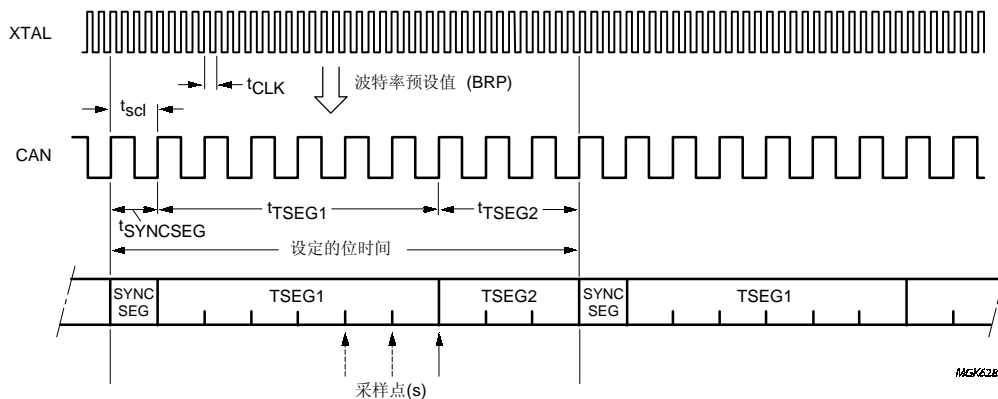 XTAL
tCLK
波特率预设值 (BRP)
tscl
CAN
tSYNCSEG
tTSEG1
tTSEG2
设定的位时间
SYNC SEG
TSEG1
TSEG2
SYNC SEG
TSEG1
采样点(s)
MGK628